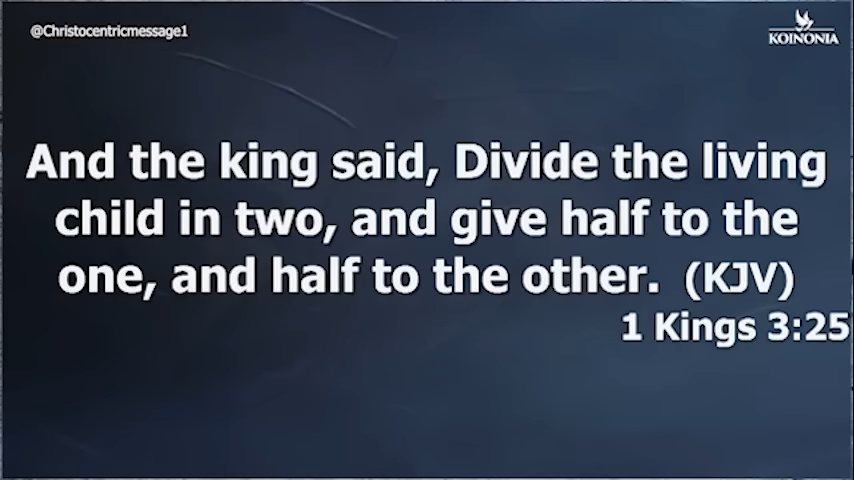 @Christocentricmessage1
KOINONIA
And the king said, Divide the living
child in two, and give half to the
one, and half to the other. (KJV)
1 Kings 3:25